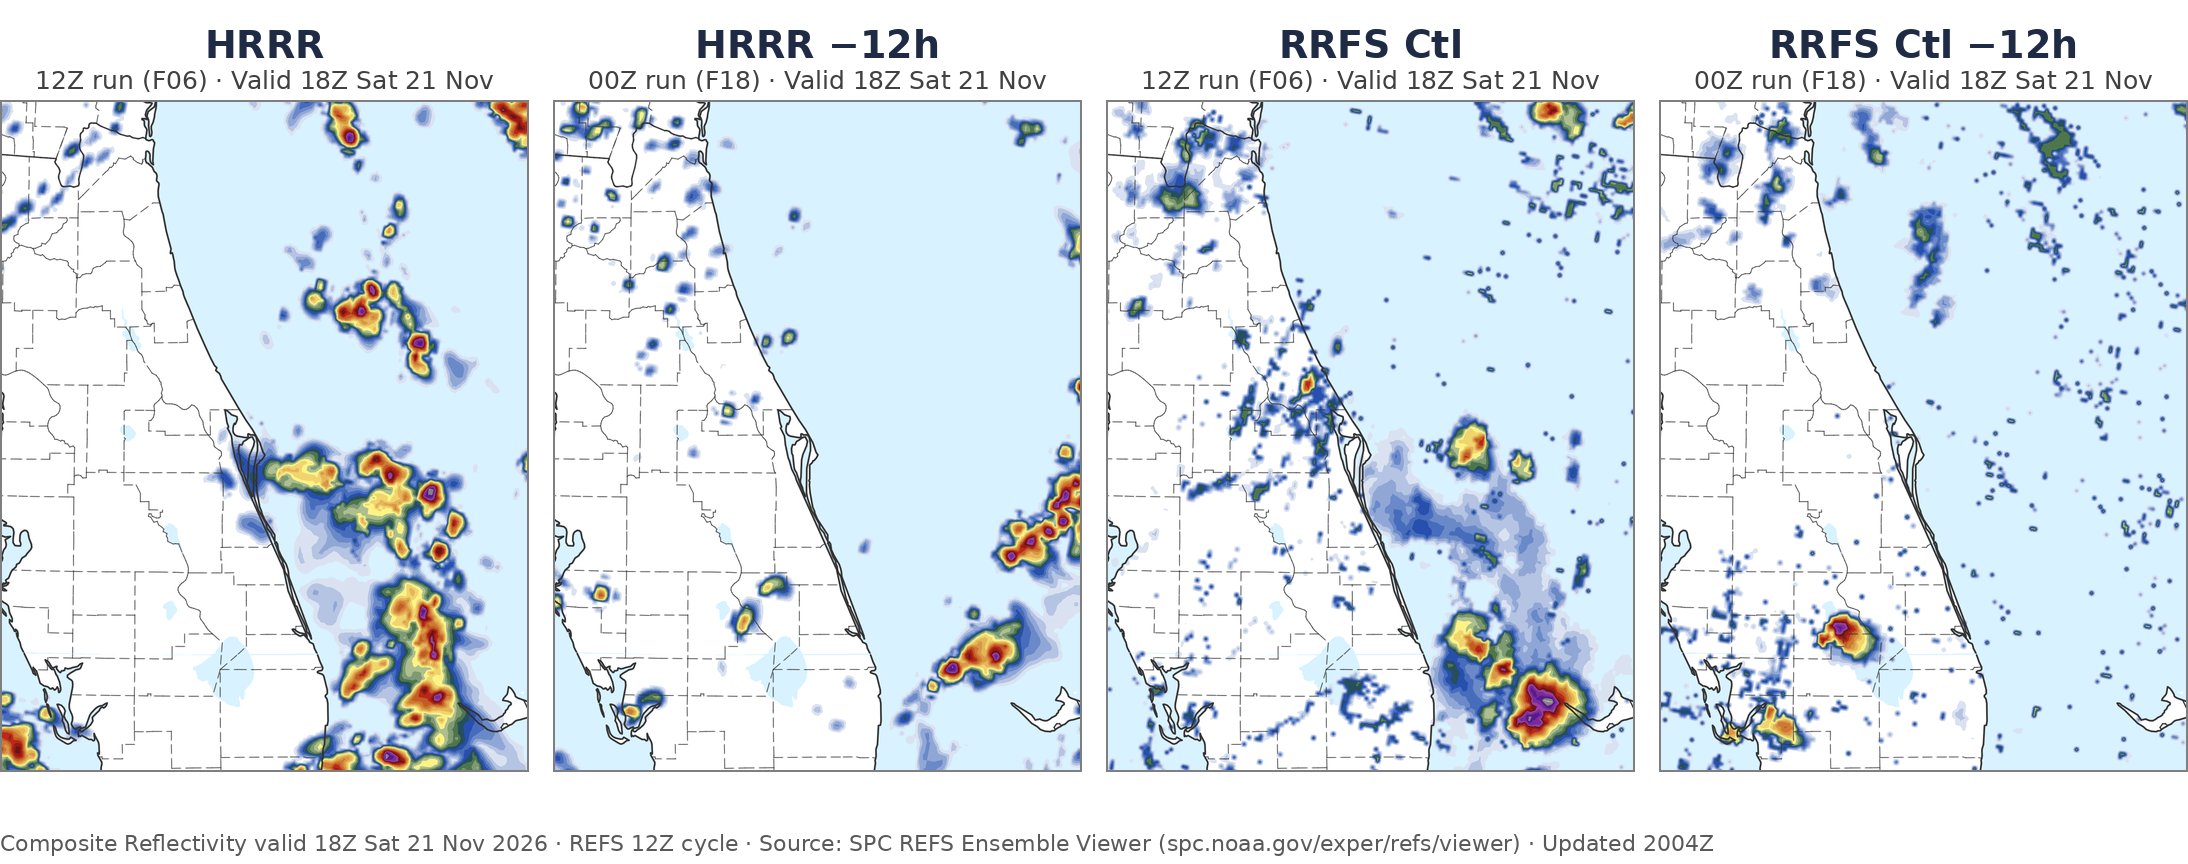 HRRR
12Z run (F06) · Valid 18Z Sat 21 Nov
HRRR −12h
00Z run (F18) · Valid 18Z Sat 21 Nov
RRFS Ctl
12Z run (F06) · Valid 18Z Sat 21 Nov
RRFS Ctl −12h
00Z run (F18) · Valid 18Z Sat 21 Nov
Composite Reflectivity valid 18Z Sat 21 Nov 2026 · REFS 12Z cycle · Source: SPC REFS Ensemble Viewer (spc.noaa.gov/exper/refs/viewer) · Updated 2004Z